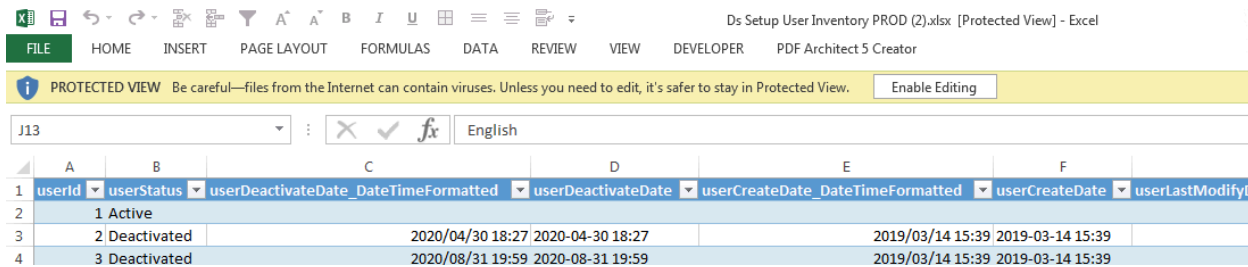 Ds Setup User Inventory PROD (2).xlsx [Protected View] - Excel
FILE HOME INSERT PAGE LAYOUT FORMULAS DATA REVIEW VIEW DEVELOPER PDF Architect 5 Creator
PROTECTED VIEW Be careful—files from the Internet can contain viruses. Unless you need to edit, it's safer to stay in Protected View. Enable Editing
J13 fx English
A B C D E F
1 userId userStatus userDeactivateDate_DateTimeFormatted userDeactivateDate userCreateDate_DateTimeFormatted userCreateDate
2 1 Active
3 2 Deactivated 2020/04/30 18:27 2020-04-30 18:27 2019/03/14 15:39 2019-03-14 15:39
4 3 Deactivated 2020/08/31 19:59 2020-08-31 19:59 2019/03/14 15:39 2019-03-14 15:39